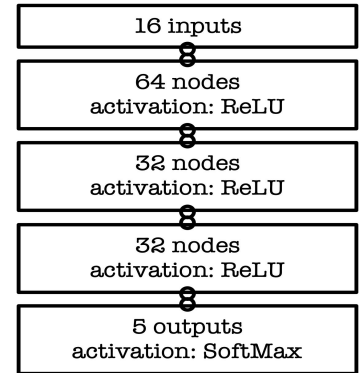 16 inputs
64 nodes
activation: ReLU
32 nodes
activation: ReLU
32 nodes
activation: ReLU
5 outputs
activation: SoftMax